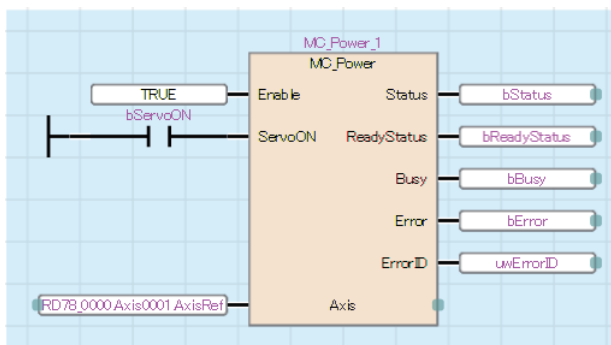 MC_Power_1
MC_Power
TRUE
Enable
Status
bStatus
bServoON
ServoON
ReadyStatus
bReadyStatus
Busy
bBusy
Error
bError
ErrorID
uwErrorID
RD78_0000.Axis0001.AxisRef
Axis